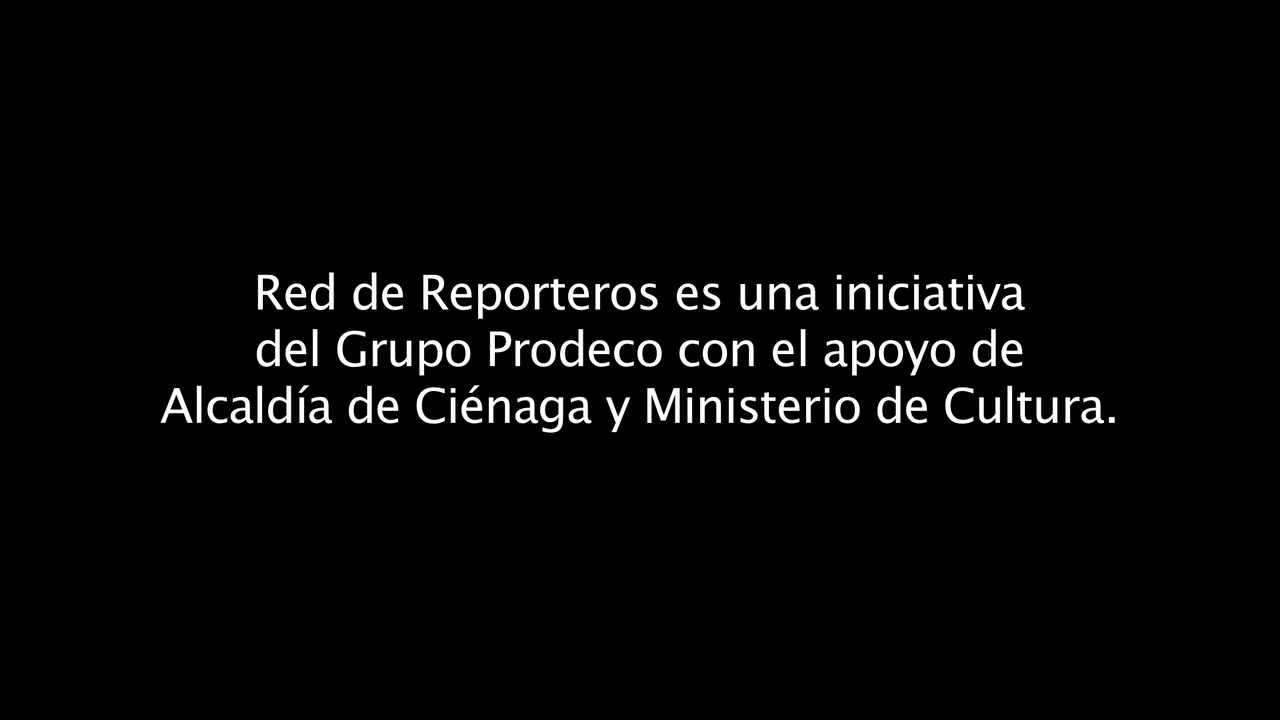 Red de Reporteros es una iniciativa
del Grupo Prodeco con el apoyo de
Alcaldía de Ciénaga y Ministerio de Cultura.